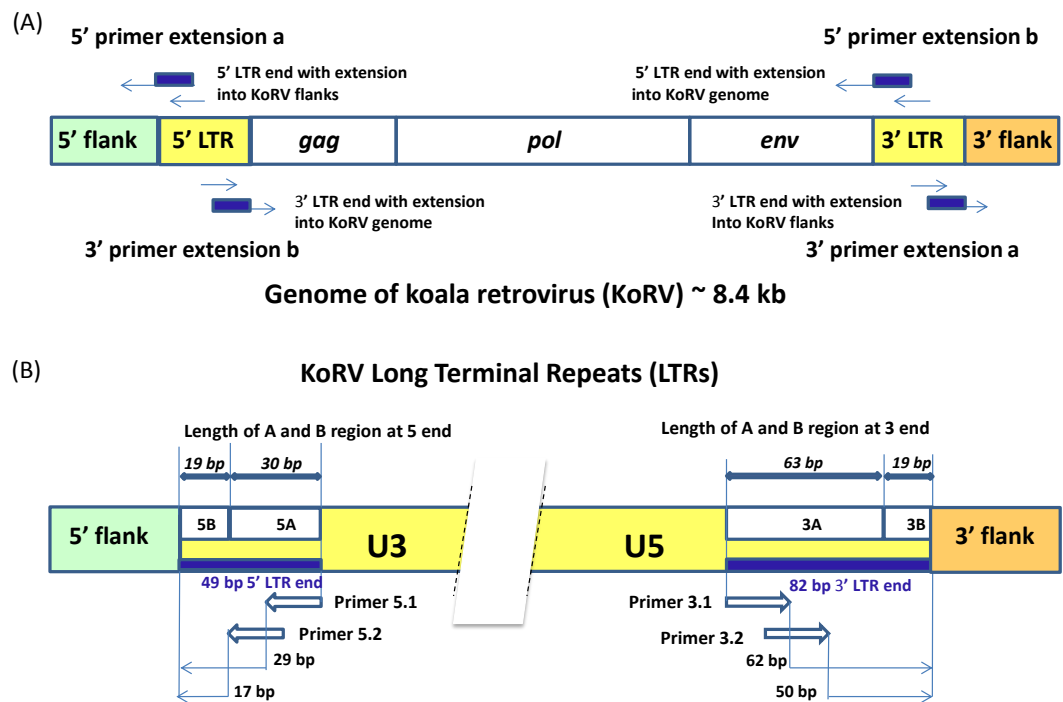 (A)
5' primer extension a
5' primer extension b
5' LTR end with extension
into KoRV flanks
5' LTR end with extension
into KoRV genome
5' flank
5' LTR
gag
pol
env
3' LTR
3' flank
3' LTR end with extension
into KoRV genome
3' LTR end with extension
Into KoRV flanks
3' primer extension b
3' primer extension a
Genome of koala retrovirus (KoRV) ~ 8.4 kb
(B)
KoRV Long Terminal Repeats (LTRs)
Length of A and B region at 5 end
Length of A and B region at 3 end
19 bp
30 bp
63 bp
19 bp
5' flank
5B
5A
U3
U5
3A
3B
3' flank
49 bp 5' LTR end
82 bp 3' LTR end
Primer 5.1
Primer 3.1
Primer 5.2
Primer 3.2
29 bp
62 bp
17 bp
50 bp